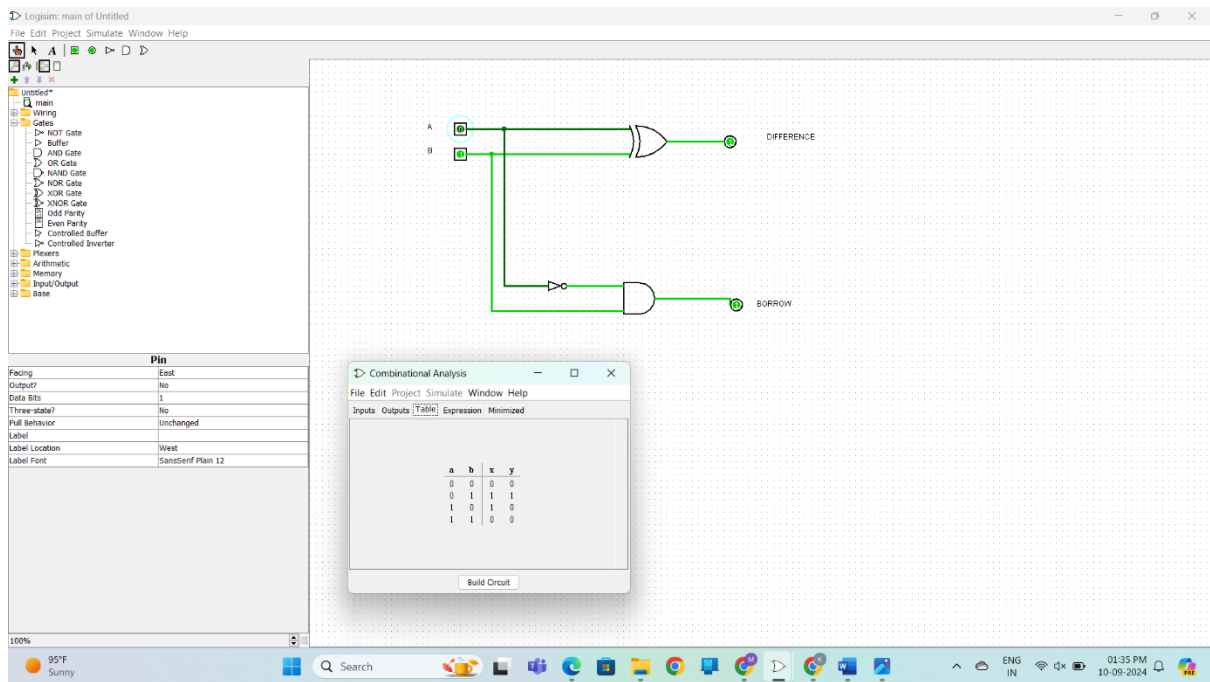 Logisim: main of Untitled
File Edit Project Simulate Window Help
A
Untitled*
main
Wiring
Gates
NOT Gate
Buffer
AND Gate
OR Gate
NAND Gate
NOR Gate
XOR Gate
XNOR Gate
Odd Parity
Even Parity
Controlled Buffer
Controlled Inverter
Plexers
Arithmetic
Memory
Input/Output
Base
Pin
Facing East
Output? No
Data Bits 1
Three-state? No
Pull Behavior Unchanged
Label
Label Location West
Label Font SansSerif Plain 12
100%
A 0
B 1
1 DIFFERENCE
1 BORROW
Combinational Analysis
File Edit Project Simulate Window Help
Inputs Outputs Table Expression Minimized
a b x y
0 0 0 0
0 1 1 1
1 0 1 0
1 1 0 0
Build Circuit
95°F
Sunny
Search
ENG
IN
01:35 PM
10-09-2024